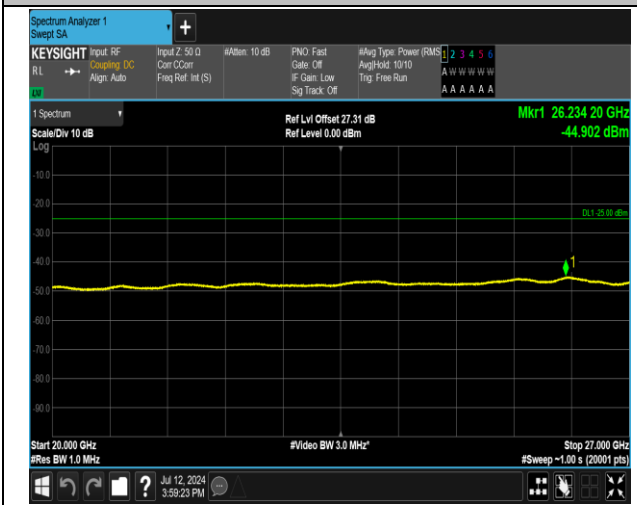 Spectrum Analyzer 1
Swept SA
+
KEYSIGHT
RL
LXI
Input: RF
Coupling: DC
Align: Auto
Input Z: 50 Ω
Corr CCorr
Freq Ref: Int (S)
#Atten: 10 dB
PNO: Fast
Gate: Off
IF Gain: Low
Sig Track: Off
#Avg Type: Power (RMS
Avg|Hold: 10/10
Trig: Free Run
1 2 3 4 5 6
A W W W W W
A A A A A A
1 Spectrum
Scale/Div 10 dB
Log
Ref Lvl Offset 27.31 dB
Ref Level 0.00 dBm
Mkr1 26.234 20 GHz
-44.902 dBm
-10.0
-20.0
DL1 -25.00 dBm
-30.0
-40.0
1
-50.0
-60.0
-70.0
-80.0
-90.0
Start 20.000 GHz
#Res BW 1.0 MHz
#Video BW 3.0 MHz*
Stop 27.000 GHz
#Sweep ~1.00 s (20001 pts)
?
Jul 12, 2024
3:59:23 PM